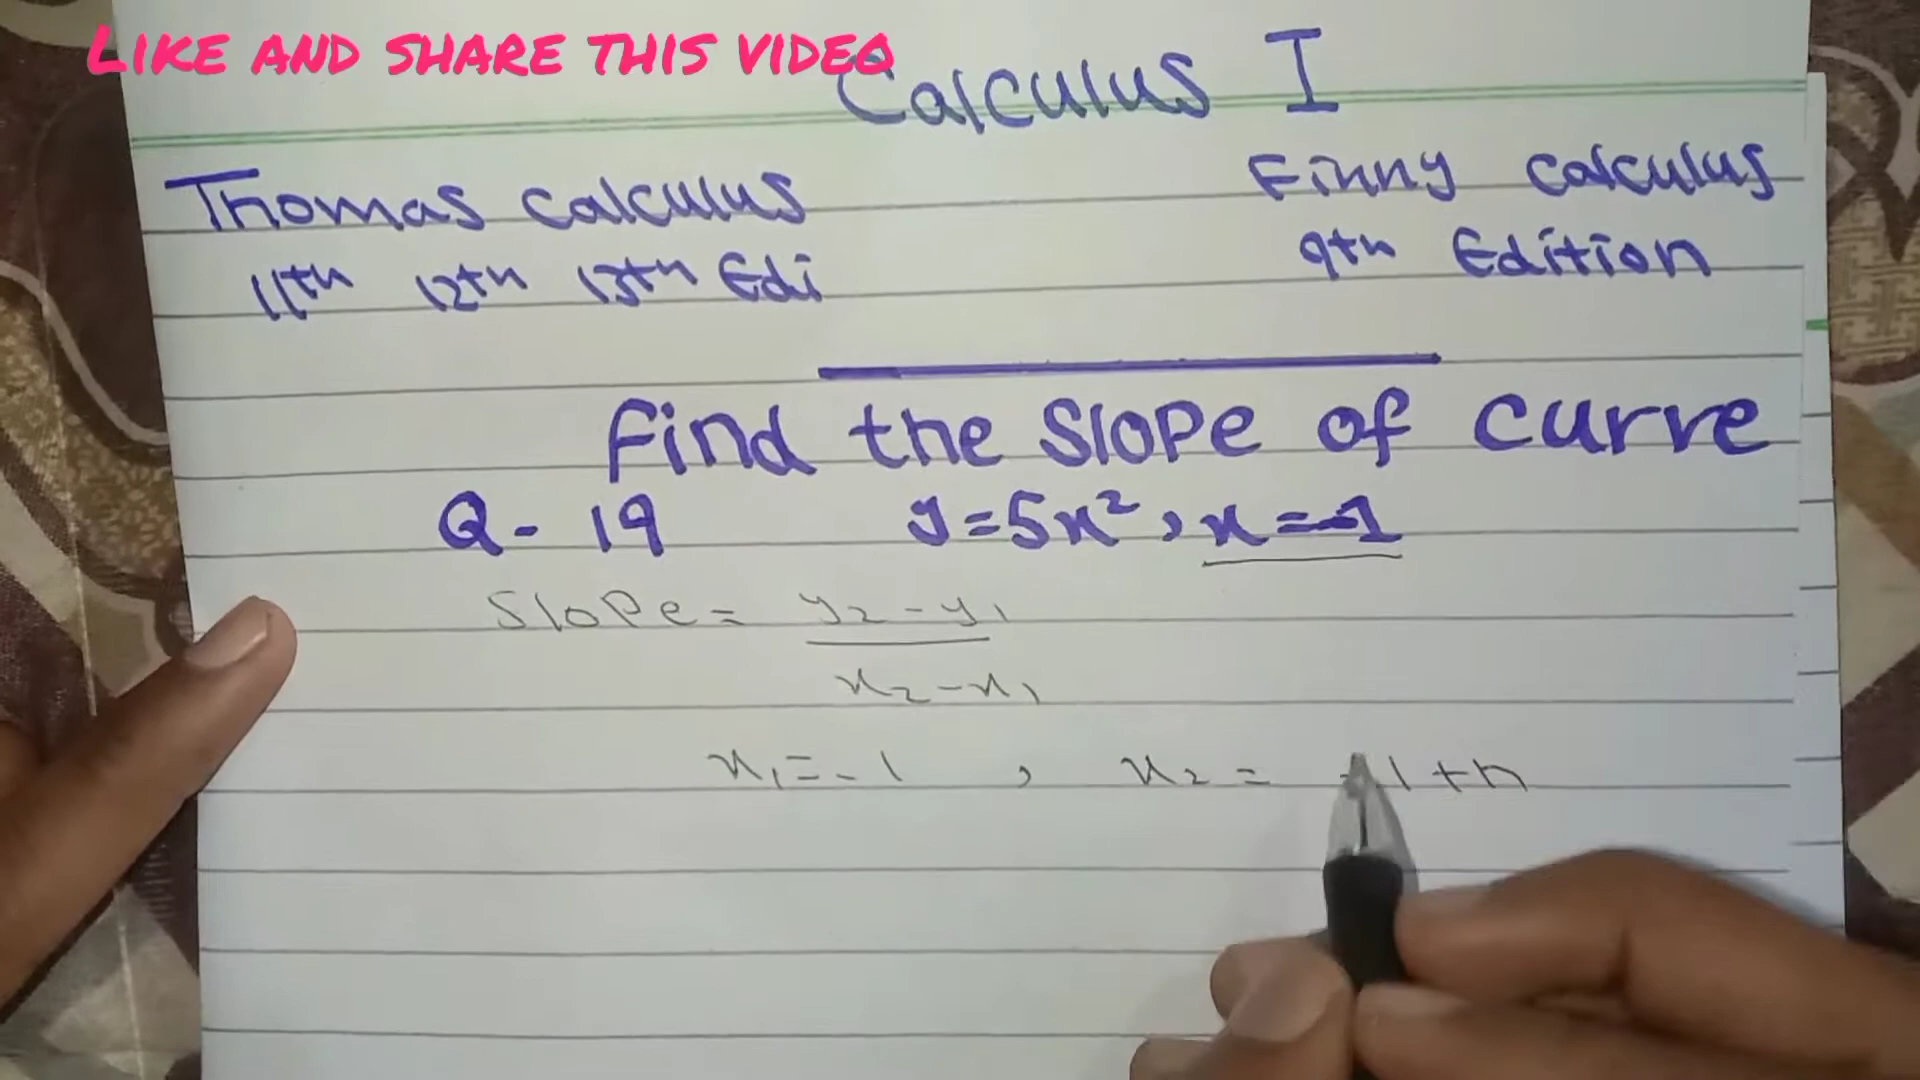 LIKE AND SHARE THIS VIDEO
Calculus I
Thomas calculus
11th 12th 13th Edi
Finny calculus
9th Edition
Find the Slope of curve
Q- 19 y=5x², x=-1
Slope= y₂-y₁
x₂-x₁
x₁=-1 , x₂= -1+h